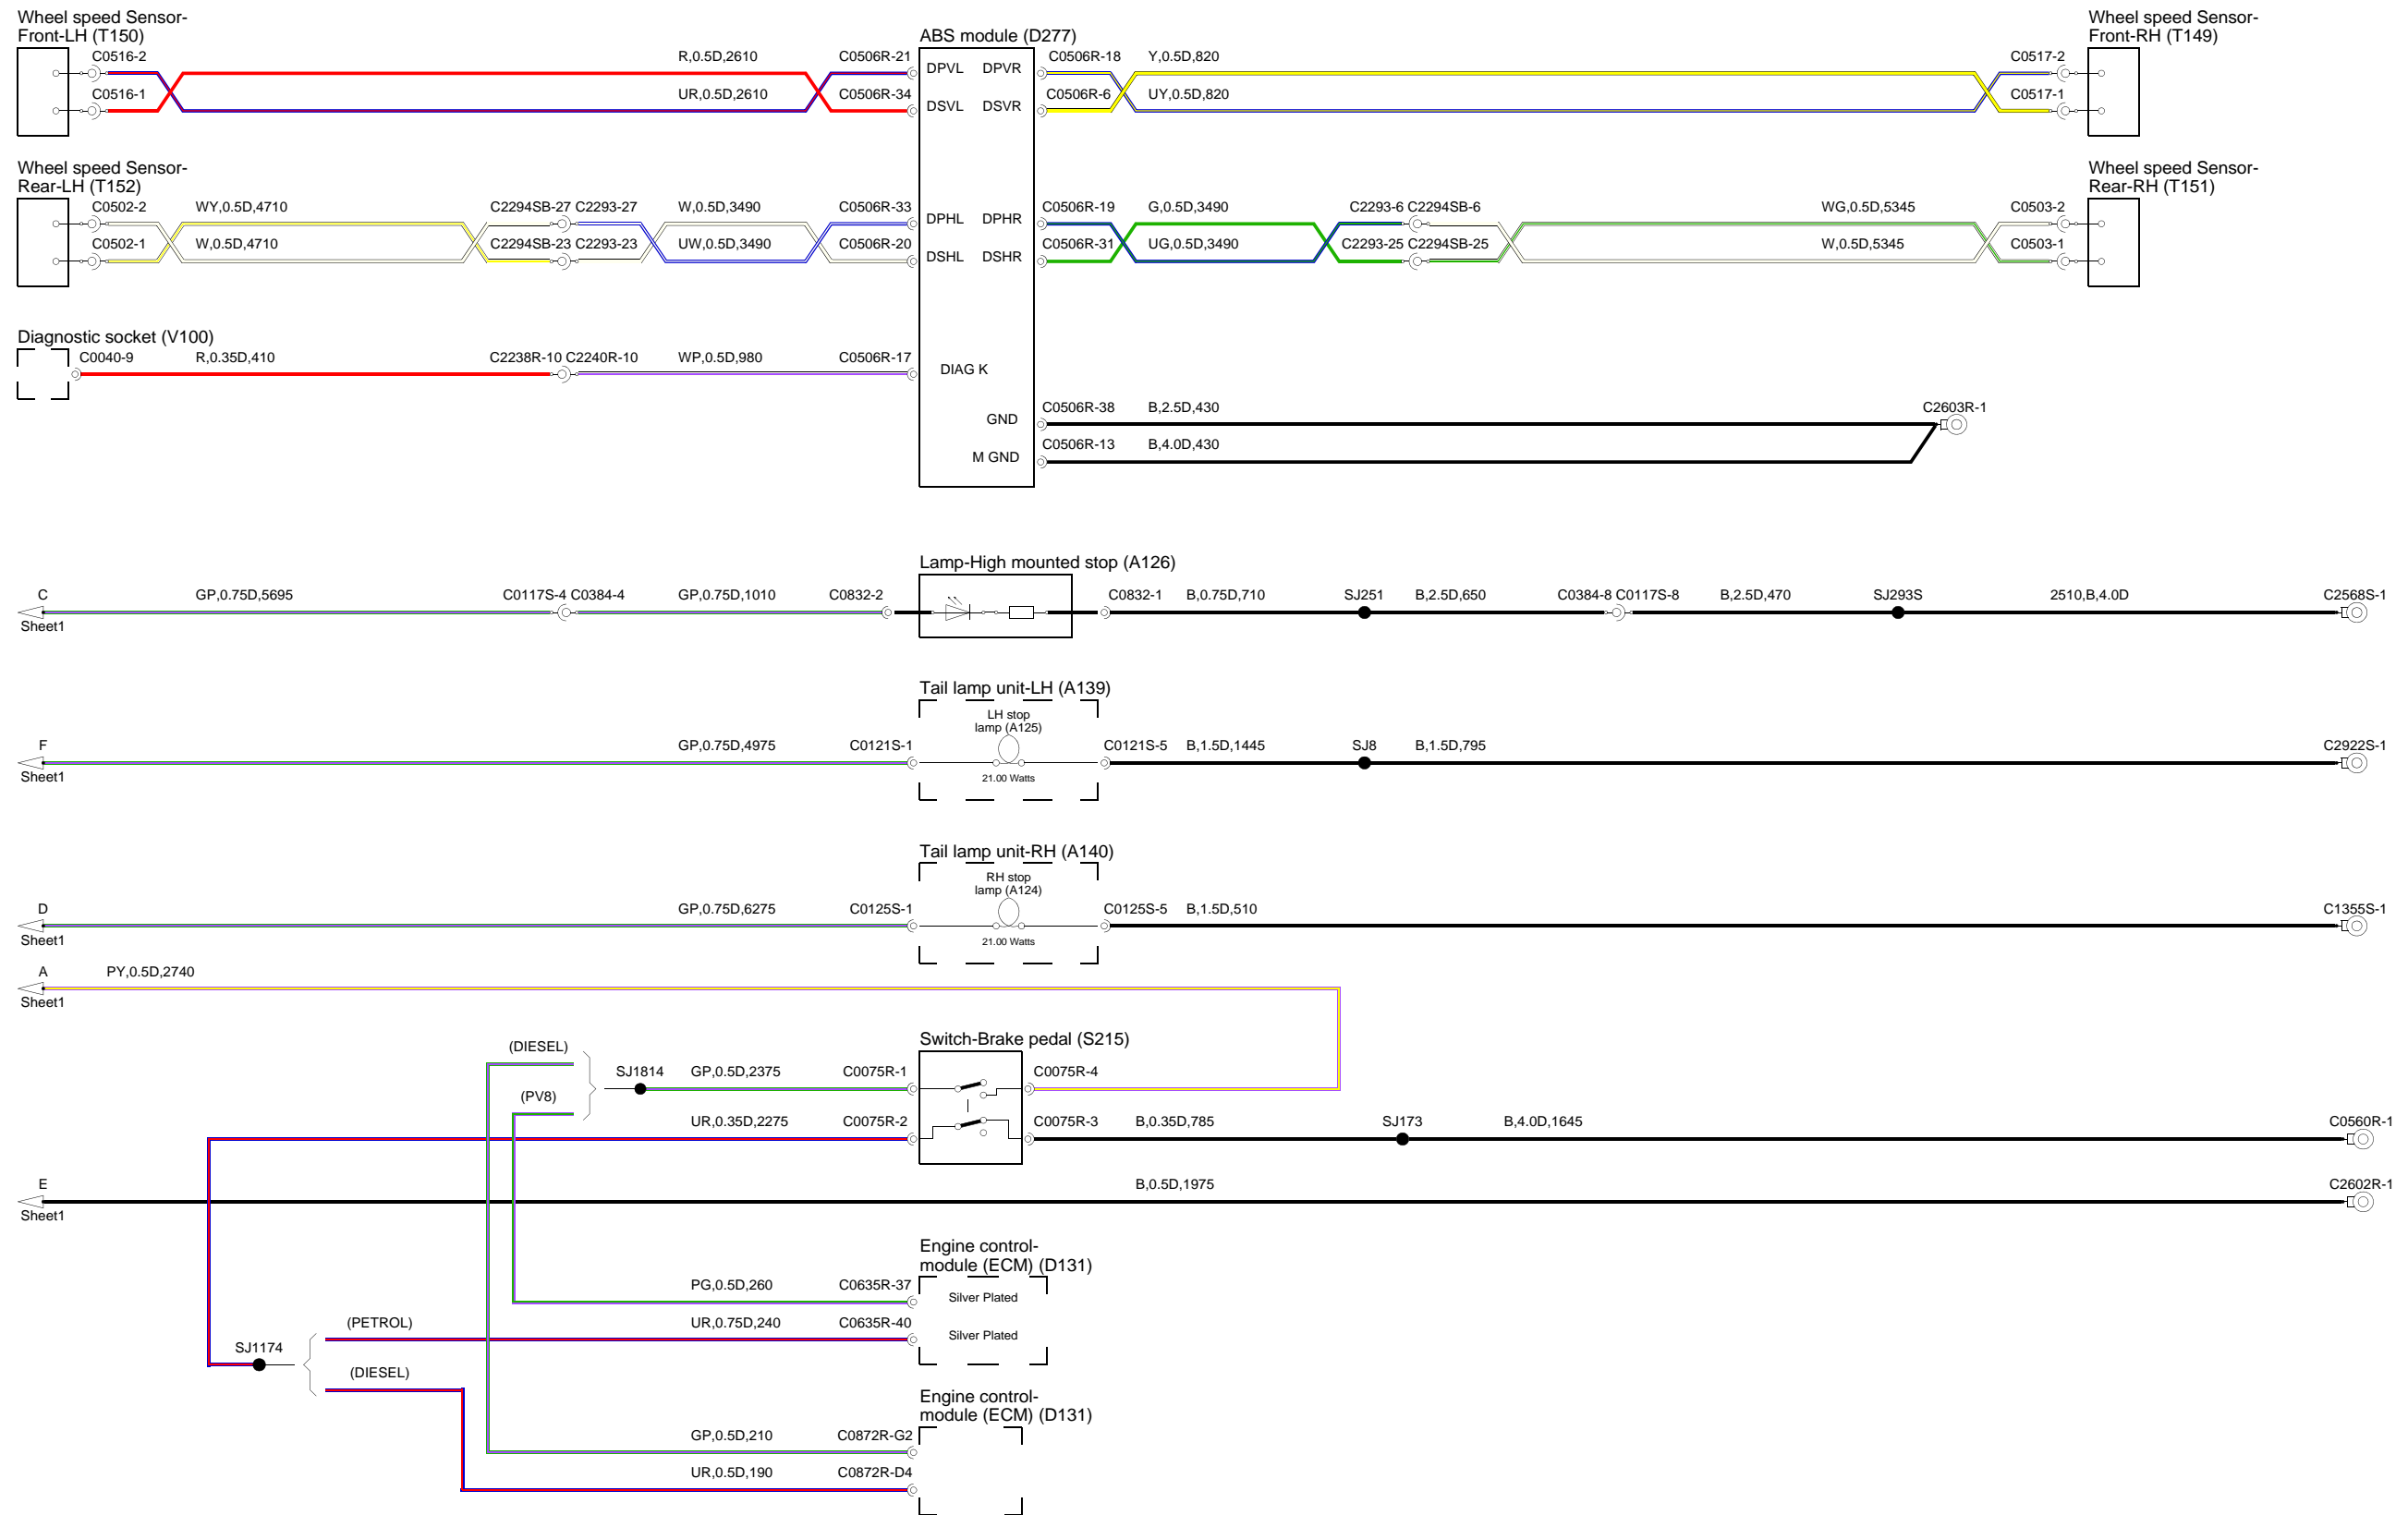 Wheel speed Sensor-
Front-LH (T150)
C0516-2
R,0.5D,2610
C0506R-21
C0516-1
UR,0.5D,2610
C0506R-34
ABS module (D277)
DPVL DPVR
DSVL DSVR
C0506R-18
Y,0.5D,820
C0517-2
C0506R-6
UY,0.5D,820
C0517-1
Wheel speed Sensor-
Front-RH (T149)
Wheel speed Sensor-
Rear-LH (T152)
C0502-2
WY,0.5D,4710
C2294SB-27 C2293-27
W,0.5D,3490
C0506R-33
C0502-1
W,0.5D,4710
C2294SB-23 C2293-23
UW,0.5D,3490
C0506R-20
DPHL DPHR
DSHL DSHR
C0506R-19
G,0.5D,3490
C2293-6 C2294SB-6
WG,0.5D,5345
C0503-2
C0506R-31
UG,0.5D,3490
C2293-25 C2294SB-25
W,0.5D,5345
C0503-1
Wheel speed Sensor-
Rear-RH (T151)
Diagnostic socket (V100)
C0040-9
R,0.35D,410
C2238R-10 C2240R-10
WP,0.5D,980
C0506R-17
DIAG K
GND
C0506R-38
B,2.5D,430
C2603R-1
M GND
C0506R-13
B,4.0D,430
Lamp-High mounted stop (A126)
C
Sheet1
GP,0.75D,5695
C0117S-4 C0384-4
GP,0.75D,1010
C0832-2
C0832-1
B,0.75D,710
SJ251
B,2.5D,650
C0384-8 C0117S-8
B,2.5D,470
SJ293S
2510,B,4.0D
C2568S-1
Tail lamp unit-LH (A139)
LH stop
lamp (A125)
21.00 Watts
F
Sheet1
GP,0.75D,4975
C0121S-1
C0121S-5
B,1.5D,1445
SJ8
B,1.5D,795
C2922S-1
Tail lamp unit-RH (A140)
RH stop
lamp (A124)
21.00 Watts
D
Sheet1
GP,0.75D,6275
C0125S-1
C0125S-5
B,1.5D,510
C1355S-1
A
Sheet1
PY,0.5D,2740
Switch-Brake pedal (S215)
(DIESEL)
(PV8)
SJ1814
GP,0.5D,2375
C0075R-1
C0075R-4
UR,0.35D,2275
C0075R-2
C0075R-3
B,0.35D,785
SJ173
B,4.0D,1645
C0560R-1
E
Sheet1
B,0.5D,1975
C2602R-1
Engine control-
module (ECM) (D131)
PG,0.5D,260
C0635R-37
Silver Plated
(PETROL)
UR,0.75D,240
C0635R-40
Silver Plated
SJ1174
(DIESEL)
Engine control-
module (ECM) (D131)
GP,0.5D,210
C0872R-G2
UR,0.5D,190
C0872R-D4